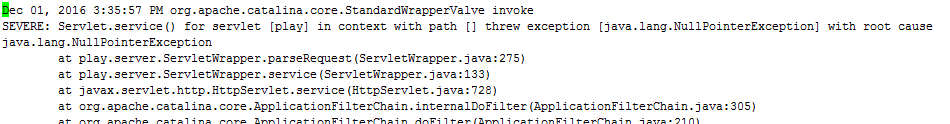 Dec 01, 2016 3:35:57 PM org.apache.catalina.core.StandardWrapperValve invoke
SEVERE: Servlet.service() for servlet [play] in context with path [] threw exception [java.lang.NullPointerException] with root cause
java.lang.NullPointerException
at play.server.ServletWrapper.parseRequest(ServletWrapper.java:275)
at play.server.ServletWrapper.service(ServletWrapper.java:133)
at javax.servlet.http.HttpServlet.service(HttpServlet.java:728)
at org.apache.catalina.core.ApplicationFilterChain.internalDoFilter(ApplicationFilterChain.java:305)
at org.apache.catalina.core.ApplicationFilterChain.doFilter(ApplicationFilterChain.java:210)